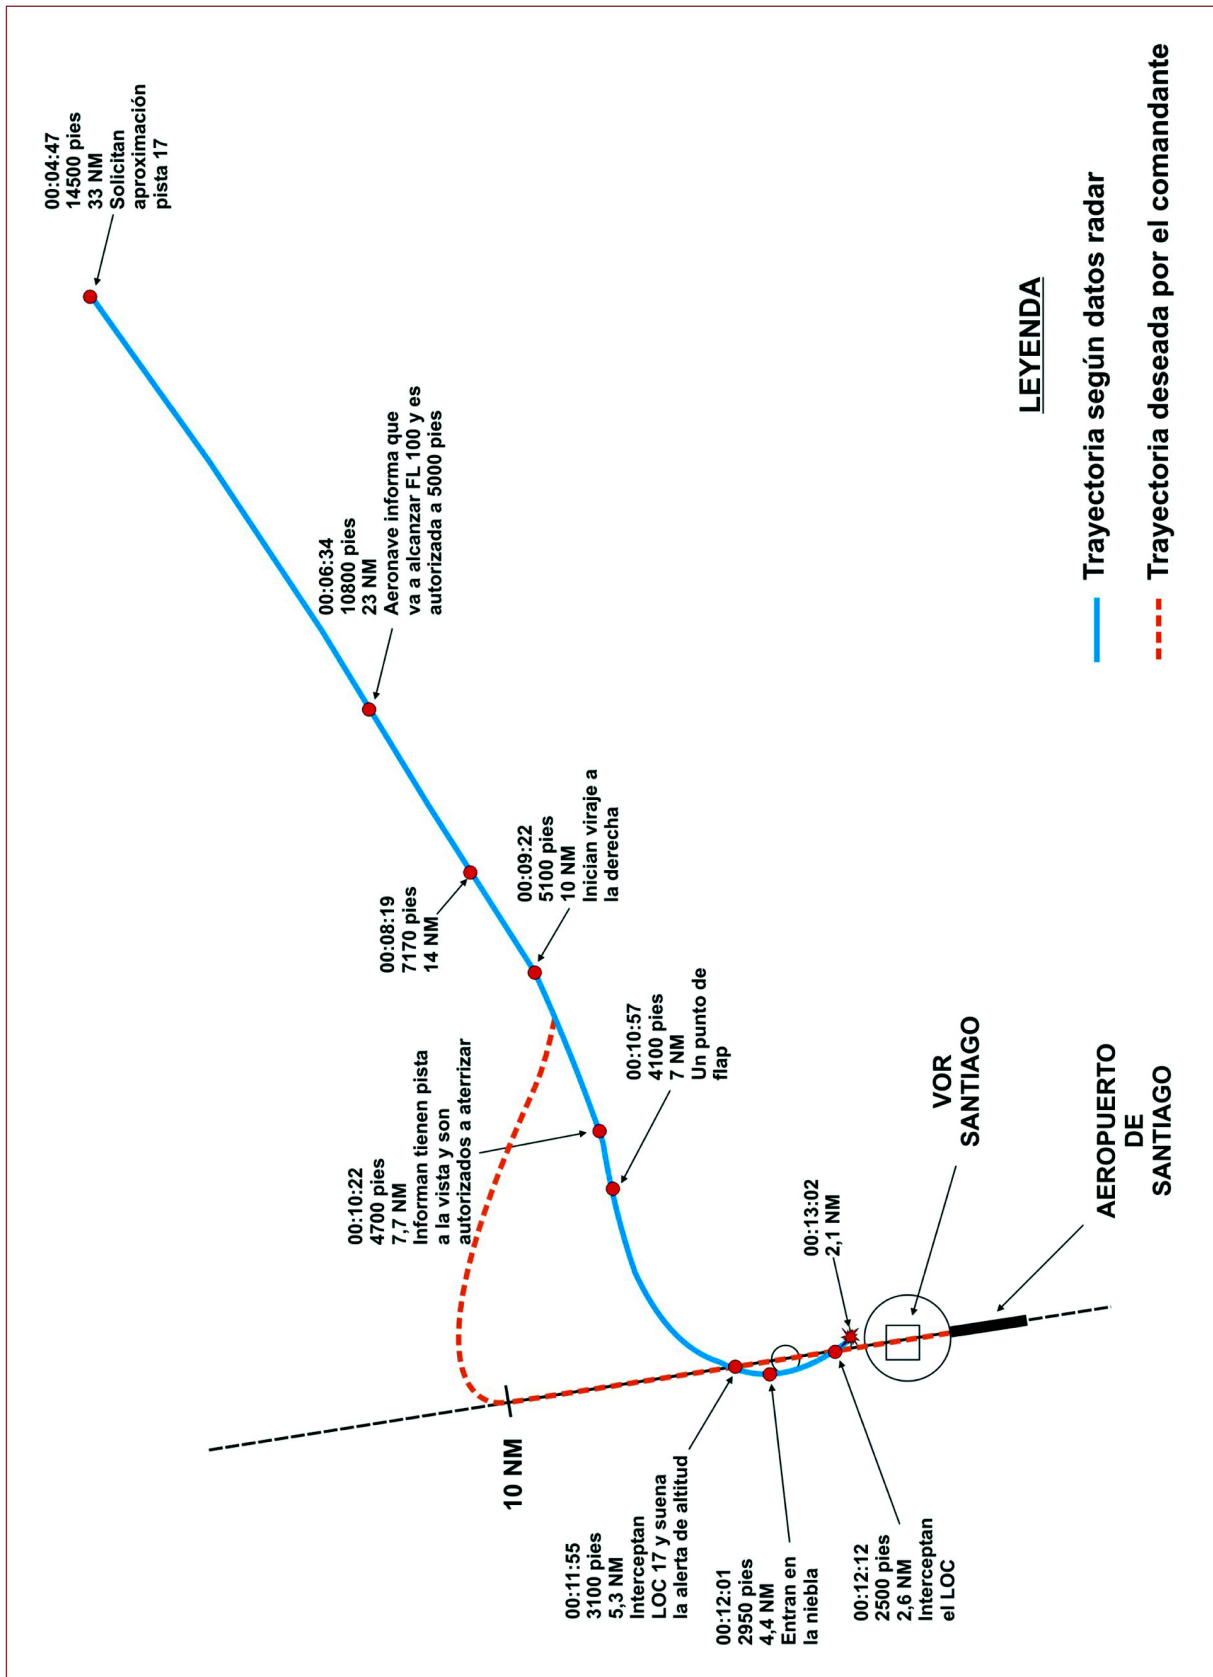 00:04:47
14500 pies
33 NM
Solicitan
aproximación
pista 17
00:06:34
10800 pies
23 NM
Aeronave informa que
va a alcanzar FL 100 y es
autorizada a 5000 pies
00:08:19
7170 pies
14 NM
00:09:22
5100 pies
10 NM
Inician viraje a
la derecha
00:10:22
4700 pies
7,7 NM
Informan tienen pista
a la vista y son
autorizados a aterrizar
00:10:57
4100 pies
7 NM
Un punto de
flap
10 NM
00:11:55
3100 pies
5,3 NM
Interceptan
LOC 17 y suena
la alerta de altitud
00:12:01
2950 pies
4,4 NM
Entran en
la niebla
00:12:12
2500 pies
2,6 NM
Interceptan
el LOC
00:13:02
2,1 NM
VOR
SANTIAGO
AEROPUERTO
DE
SANTIAGO
LEYENDA
Trayectoria según datos radar
Trayectoria deseada por el comandante